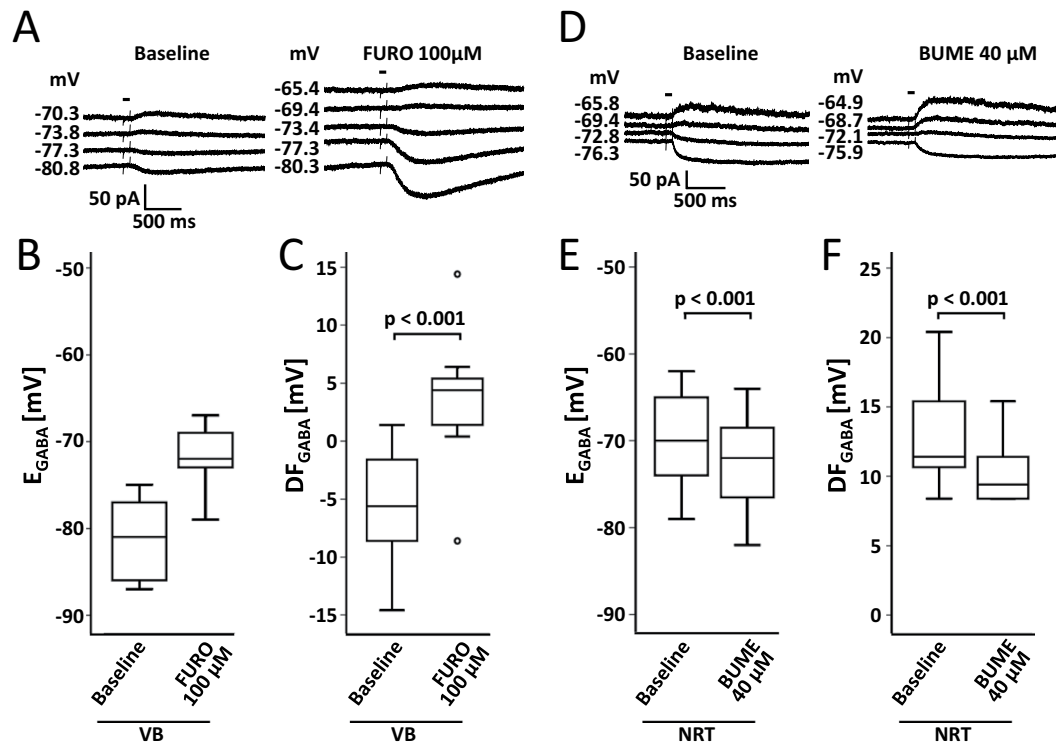 A
Baseline
FURO 100µM
mV
mV
-70.3
-73.8
-77.3
-80.8
-65.4
-69.4
-73.4
-77.3
-80.3
50 pA
500 ms
D
Baseline
BUME 40 µM
mV
mV
-65.8
-69.4
-72.8
-76.3
-64.9
-68.7
-72.1
-75.9
50 pA
500 ms
B
EGABA [mV]
-50
-60
-70
-80
-90
Baseline
FURO
100 µM
VB
C
DFGABA [mV]
15
10
5
0
-5
-10
-15
p < 0.001
Baseline
FURO
100 µM
VB
E
EGABA [mV]
-50
-60
-70
-80
-90
p < 0.001
Baseline
BUME
40 µM
NRT
F
DFGABA [mV]
25
20
15
10
5
0
p < 0.001
Baseline
BUME
40 µM
NRT